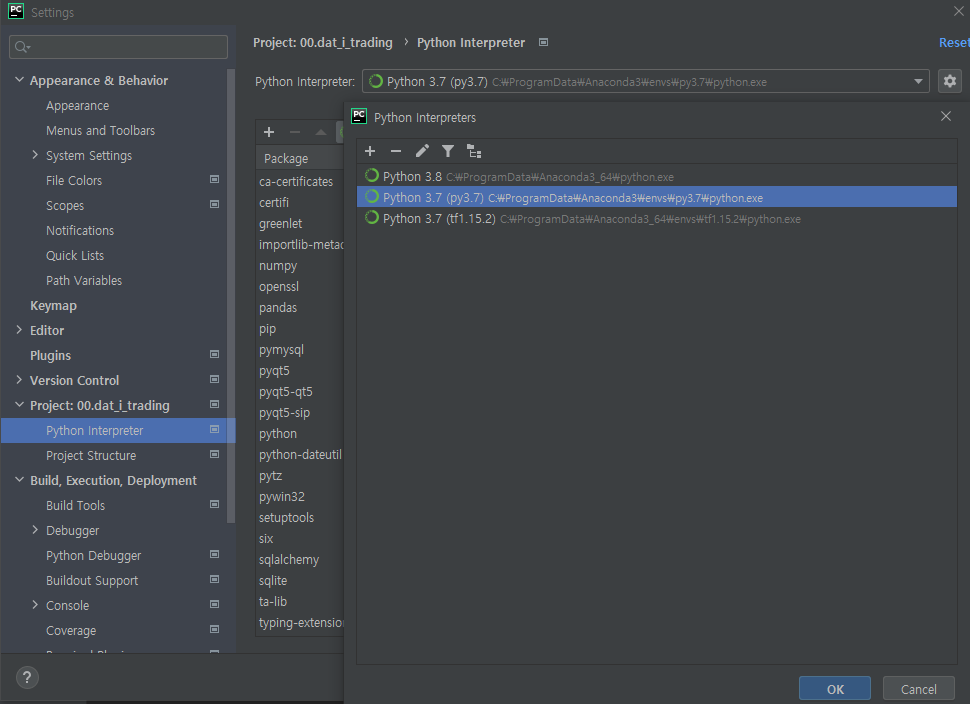 PC Settings
Project: 00.dat_i_trading › Python Interpreter
Reset
Python Interpreter: Python 3.7 (py3.7) C:₩ProgramData₩Anaconda3₩envs₩py3.7₩python.exe
Appearance & Behavior
Appearance
Menus and Toolbars
System Settings
File Colors
Scopes
Notifications
Quick Lists
Path Variables
Keymap
Editor
Plugins
Version Control
Project: 00.dat_i_trading
Python Interpreter
Project Structure
Build, Execution, Deployment
Build Tools
Debugger
Python Debugger
Buildout Support
Console
Coverage
?
Package
ca-certificates
certifi
greenlet
importlib-metac
numpy
openssl
pandas
pip
pymysql
pyqt5
pyqt5-qt5
pyqt5-sip
python
python-dateutil
pytz
pywin32
setuptools
six
sqlalchemy
sqlite
ta-lib
typing-extension
PC Python Interpreters
Python 3.8 C:₩ProgramData₩Anaconda3_64₩python.exe
Python 3.7 (py3.7) C:₩ProgramData₩Anaconda3₩envs₩py3.7₩python.exe
Python 3.7 (tf1.15.2) C:₩ProgramData₩Anaconda3_64₩envs₩tf1.15.2₩python.exe
OK
Cancel